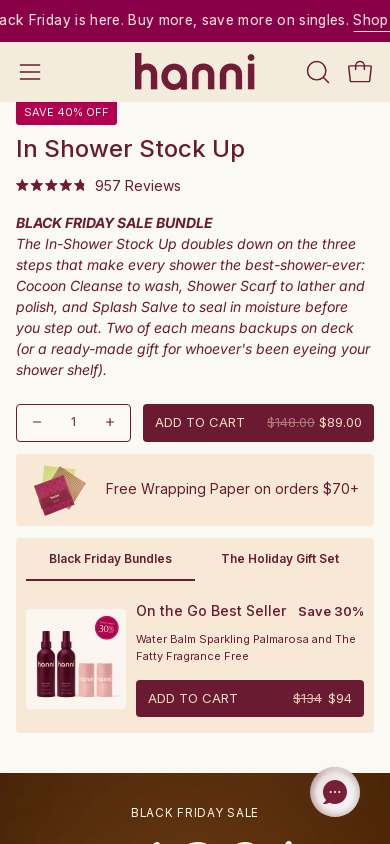 ack Friday is here. Buy more, save more on singles. Shop
hanni
SAVE 40% OFF
In Shower Stock Up
957 Reviews
BLACK FRIDAY SALE BUNDLE
The In-Shower Stock Up doubles down on the three
steps that make every shower the best-shower-ever:
Cocoon Cleanse to wash, Shower Scarf to lather and
polish, and Splash Salve to seal in moisture before
you step out. Two of each means backups on deck
(or a ready-made gift for whoever's been eyeing your
shower shelf).
− 1 +
ADD TO CART $148.00 $89.00
Free Wrapping Paper on orders $70+
Black Friday Bundles The Holiday Gift Set
On the Go Best Seller Save 30%
Water Balm Sparkling Palmarosa and The
Fatty Fragrance Free
30%
hanni hanni
ADD TO CART $134 $94
BLACK FRIDAY SALE